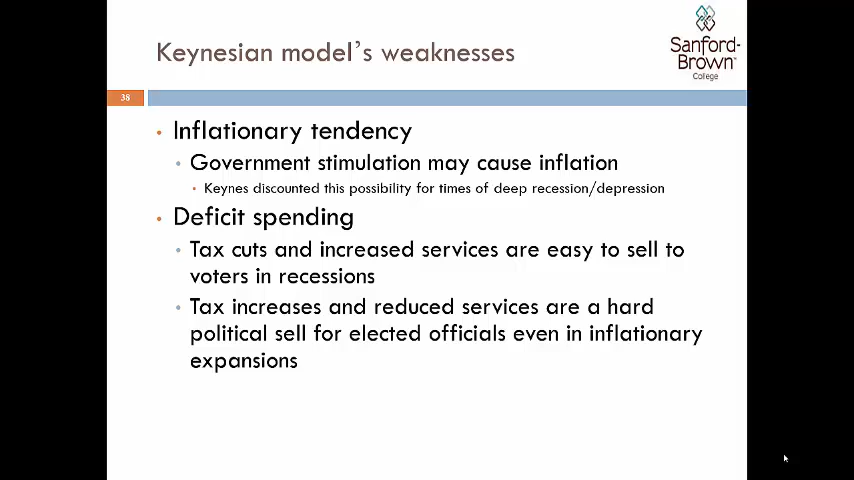 Keynesian model's weaknesses
Sanford-
Brown™
College
38
• Inflationary tendency
• Government stimulation may cause inflation
• Keynes discounted this possibility for times of deep recession/depression
• Deficit spending
• Tax cuts and increased services are easy to sell to
voters in recessions
• Tax increases and reduced services are a hard
political sell for elected officials even in inflationary
expansions